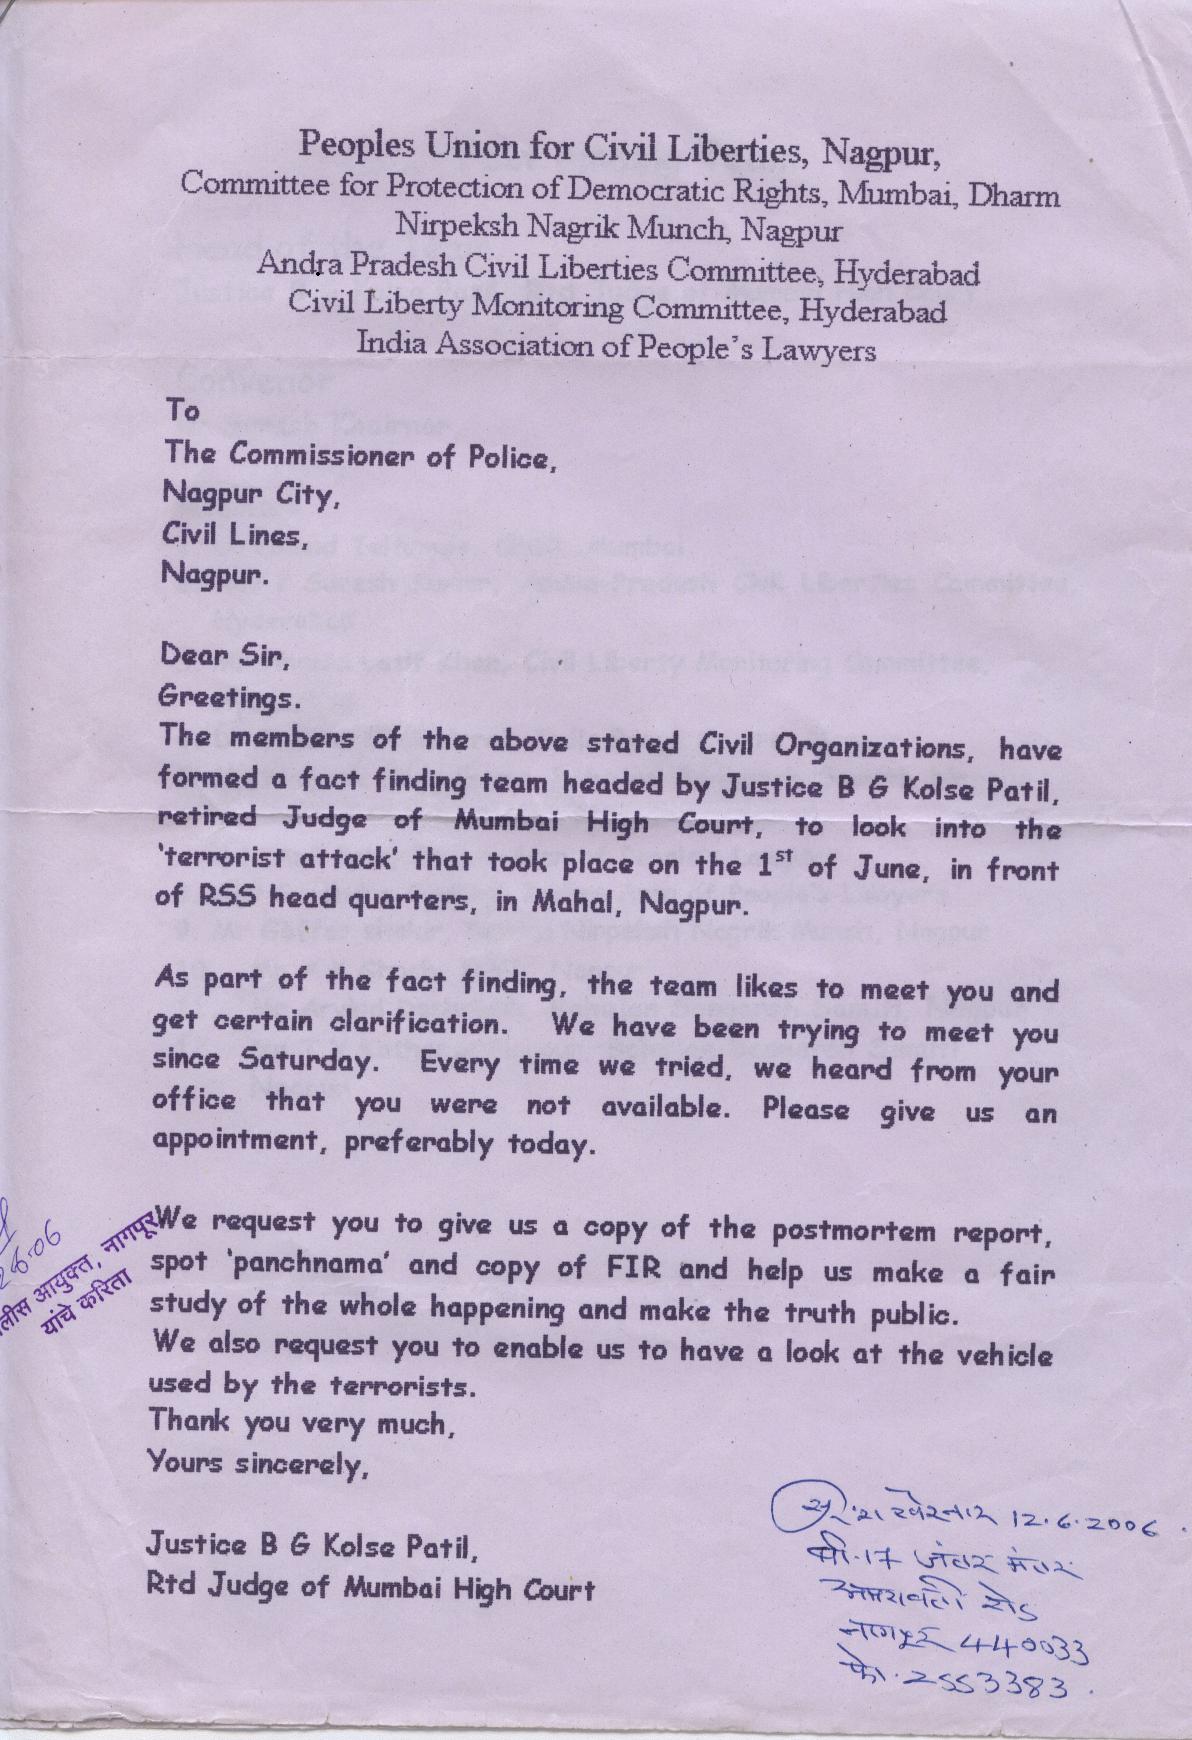 Peoples Union for Civil Liberties, Nagpur,
Committee for Protection of Democratic Rights, Mumbai, Dharm
Nirpeksh Nagrik Munch, Nagpur
Andra Pradesh Civil Liberties Committee, Hyderabad
Civil Liberty Monitoring Committee, Hyderabad
India Association of People's Lawyers
To
The Commissioner of Police,
Nagpur City,
Civil Lines,
Nagpur.
Dear Sir,
Greetings.
The members of the above stated Civil Organizations, have
formed a fact finding team headed by Justice B G Kolse Patil,
retired Judge of Mumbai High Court, to look into the
'terrorist attack' that took place on the 1st of June, in front
of RSS head quarters, in Mahal, Nagpur.
As part of the fact finding, the team likes to meet you and
get certain clarification. We have been trying to meet you
since Saturday. Every time we tried, we heard from your
office that you were not available. Please give us an
appointment, preferably today.
We request you to give us a copy of the postmortem report,
spot 'panchnama' and copy of FIR and help us make a fair
study of the whole happening and make the truth public.
We also request you to enable us to have a look at the vehicle
used by the terrorists.
Thank you very much,
Yours sincerely,
Justice B G Kolse Patil,
Rtd Judge of Mumbai High Court
आयुक्त, नागपूर
यांचे करिता
12.6.2006
17 जंतर मंतर
अमरावती रोड
नागपूर 440033
फो. 2553383